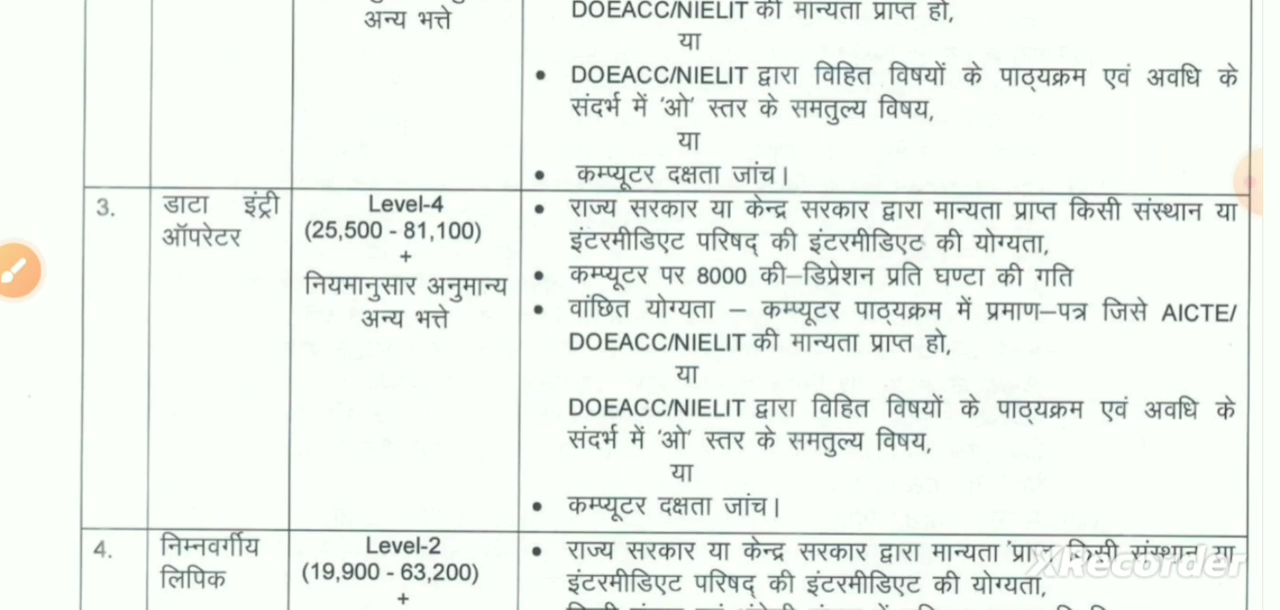 अन्य भत्ते
DOEACC/NIELIT की मान्यता प्राप्त हो,
या
• DOEACC/NIELIT द्वारा विहित विषयों के पाठ्यक्रम एवं अवधि के
संदर्भ में 'ओ' स्तर के समतुल्य विषय,
या
• कम्प्यूटर दक्षता जांच।
3.
डाटा इंट्री
ऑपरेटर
Level-4
(25,500 - 81,100)
+
नियमानुसार अनुमान्य
अन्य भत्ते
• राज्य सरकार या केन्द्र सरकार द्वारा मान्यता प्राप्त किसी संस्थान या
इंटरमीडिएट परिषद् की इंटरमीडिएट की योग्यता,
• कम्प्यूटर पर 8000 की–डिप्रेशन प्रति घण्टा की गति
• वांछित योग्यता – कम्प्यूटर पाठ्यक्रम में प्रमाण–पत्र जिसे AICTE/
DOEACC/NIELIT की मान्यता प्राप्त हो,
या
DOEACC/NIELIT द्वारा विहित विषयों के पाठ्यक्रम एवं अवधि के
संदर्भ में 'ओ' स्तर के समतुल्य विषय,
या
• कम्प्यूटर दक्षता जांच।
4.
निम्नवर्गीय
लिपिक
Level-2
(19,900 - 63,200)
+
• राज्य सरकार या केन्द्र सरकार द्वारा मान्यता प्राप्त किसी संस्थान या
इंटरमीडिएट परिषद् की इंटरमीडिएट की योग्यता,
XRecorder